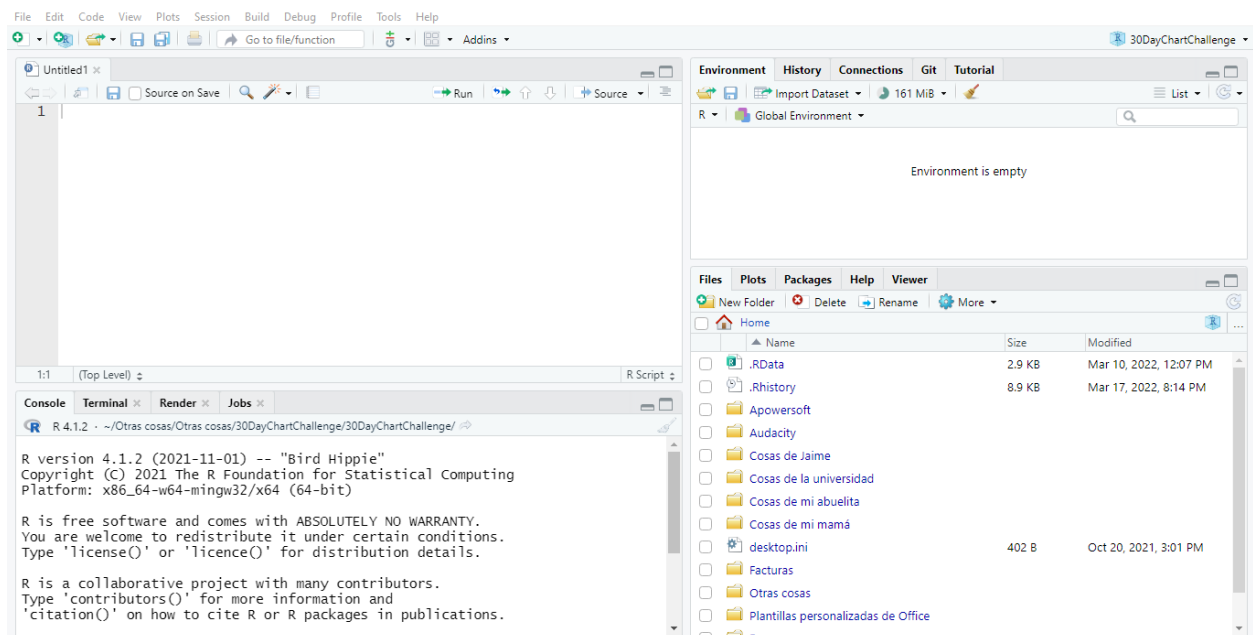 File Edit Code View Plots Session Build Debug Profile Tools Help
Go to file/function Addins 30DayChartChallenge
Untitled1
Source on Save Run Source
1
1:1 (Top Level) R Script
Console Terminal Render Jobs
R 4.1.2 · ~/Otras cosas/Otras cosas/30DayChartChallenge/30DayChartChallenge/
R version 4.1.2 (2021-11-01) -- "Bird Hippie"
Copyright (C) 2021 The R Foundation for Statistical Computing
Platform: x86_64-w64-mingw32/x64 (64-bit)
R is free software and comes with ABSOLUTELY NO WARRANTY.
You are welcome to redistribute it under certain conditions.
Type 'license()' or 'licence()' for distribution details.
R is a collaborative project with many contributors.
Type 'contributors()' for more information and
'citation()' on how to cite R or R packages in publications.
Environment History Connections Git Tutorial
Import Dataset 161 MiB List
R Global Environment
Environment is empty
Files Plots Packages Help Viewer
New Folder Delete Rename More
Home ...
Name Size Modified
.RData 2.9 KB Mar 10, 2022, 12:07 PM
.Rhistory 8.9 KB Mar 17, 2022, 8:14 PM
Apowersoft
Audacity
Cosas de Jaime
Cosas de la universidad
Cosas de mi abuelita
Cosas de mi mamá
desktop.ini 402 B Oct 20, 2021, 3:01 PM
Facturas
Otras cosas
Plantillas personalizadas de Office